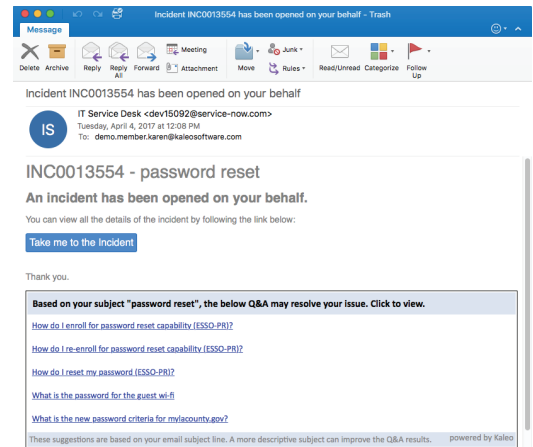 Incident INC0013554 has been opened on your behalf - Trash
Message
Delete Archive Reply Reply All Forward Meeting Attachment Move Junk Rules Read/Unread Categorize Follow Up
Incident INC0013554 has been opened on your behalf
IS
IT Service Desk <dev15092@service-now.com>
Tuesday, April 4, 2017 at 12:08 PM
To: demo.member.karen@kaleosoftware.com
INC0013554 - password reset
An incident has been opened on your behalf.
You can view all the details of the incident by following the link below:
Take me to the Incident
Thank you.
Based on your subject "password reset", the below Q&A may resolve your issue. Click to view.
How do I enroll for password reset capability (ESSO-PR)?
How do I re-enroll for password reset capability (ESSO-PR)?
How do I reset my password (ESSO-PR)?
What is the password for the guest wi-fi
What is the new password criteria for mylacounty.gov?
These suggestions are based on your email subject line. A more descriptive subject can improve the Q&A results. powered by Kaleo